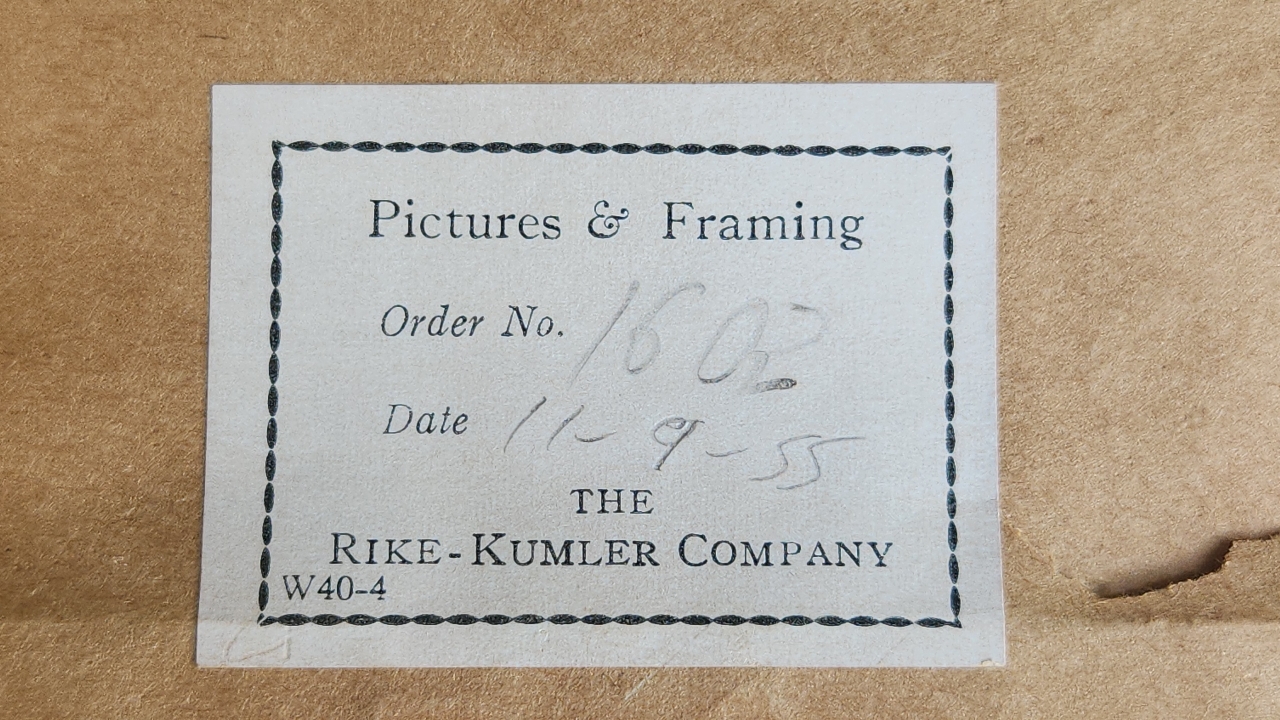 Pictures & Framing
Order No. 1602
Date 11-9-55
THE
RIKE-KUMLER COMPANY
W40-4